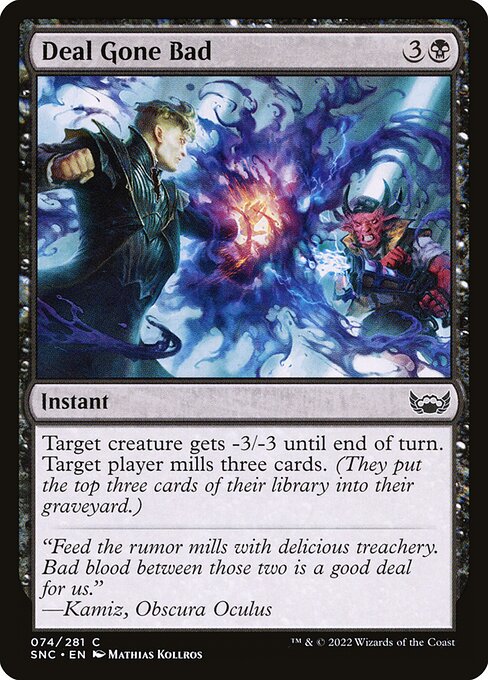 Deal Gone Bad 3
Instant
Target creature gets -3/-3 until end of turn.
Target player mills three cards. (They put
the top three cards of their library into their
graveyard.)
“Feed the rumor mills with delicious treachery.
Bad blood between those two is a good deal
for us.”
—Kamiz, Obscura Oculus
074/281 C
SNC • EN Mathias Kollros
™ & © 2022 Wizards of the Coast